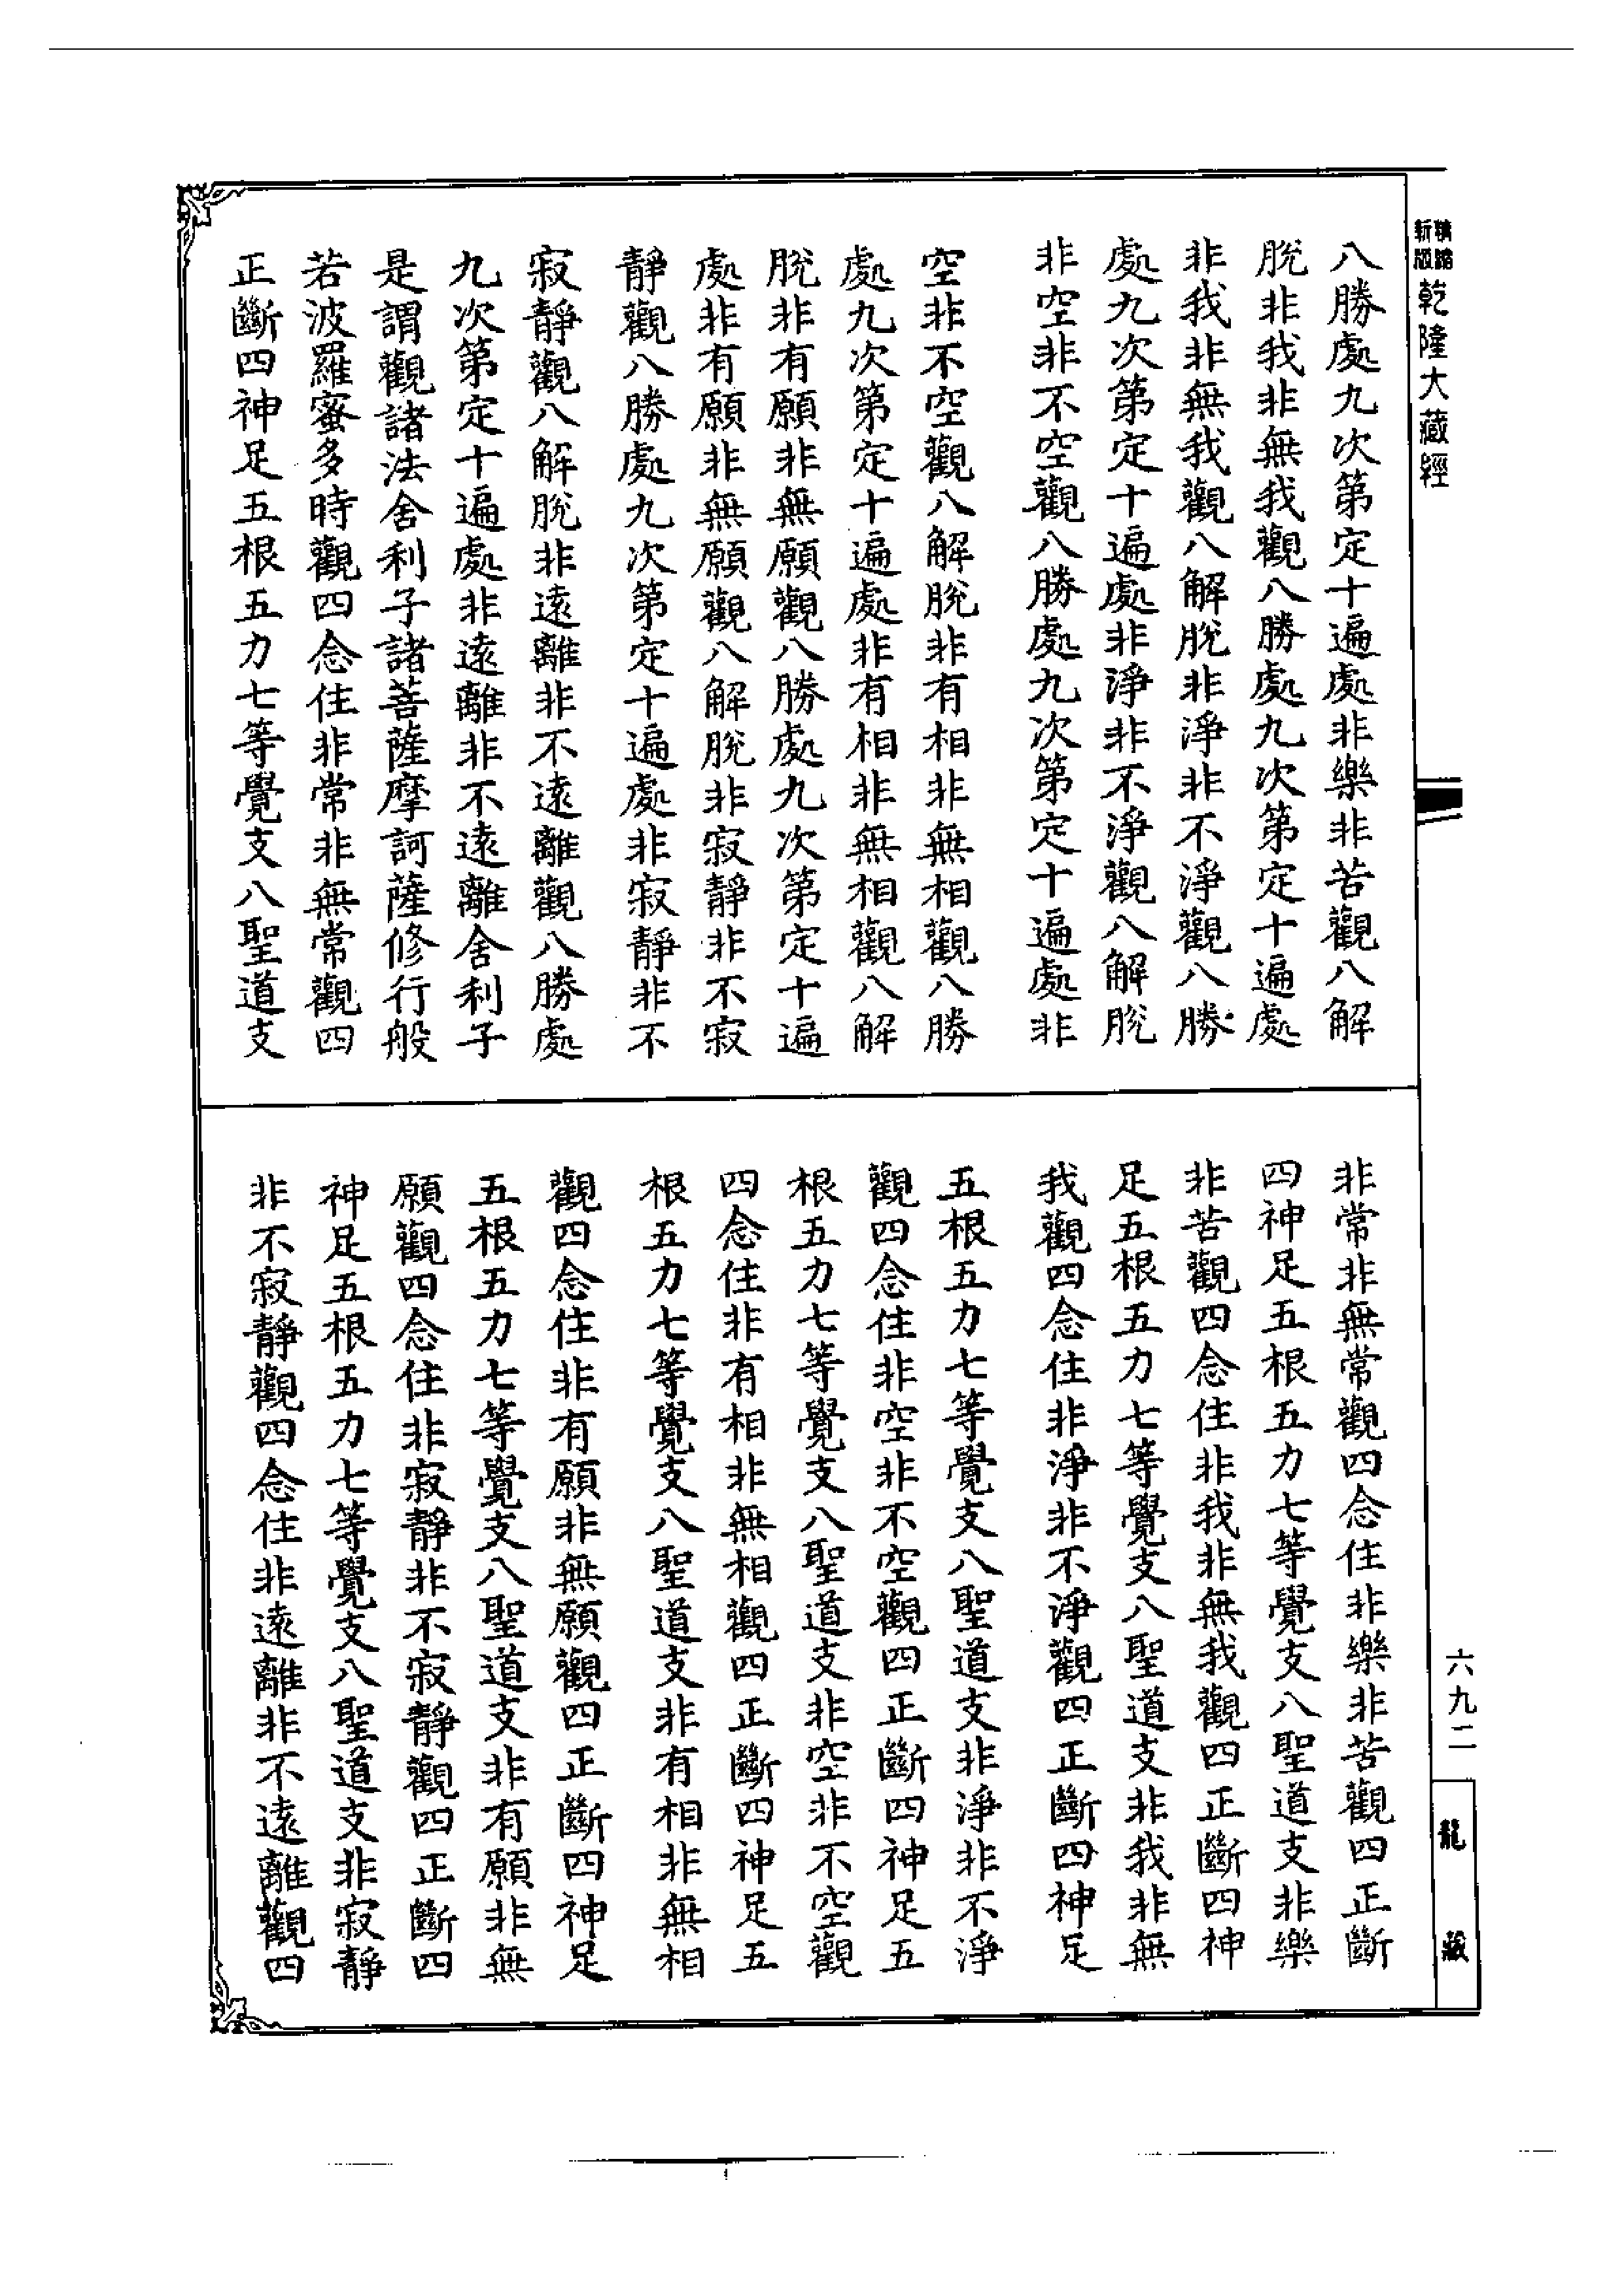 新版
乾隆大藏經
八勝處九次第定十遍處非樂非苦觀八解
脫非我非無我觀八勝處九次第定十遍處
非我非無我觀八解脫非淨非不淨觀八勝
處九次第定十遍處非淨非不淨觀八解脫
非空非不空觀八勝處九次第定十遍處非
空非不空觀八解脫非有相非無相觀八勝
處九次第定十遍處非有相非無相觀八解
脫非有願非無願觀八勝處九次第定十遍
處非有願非無願觀八解脫非寂靜非不寂
靜觀八勝處九次第定十遍處非寂靜非不
寂靜觀八解脫非遠離非不遠離觀八勝處
九次第定十遍處非遠離非不遠離舍利子
是謂觀諸法舍利子諸菩薩摩訶薩修行般
若波羅蜜多時觀四念住非常非無常觀四
正斷四神足五根五力七等覺支八聖道支
非常非無常觀四念住非樂非苦觀四正斷
四神足五根五力七等覺支八聖道支非樂
非苦觀四念住非我非無我觀四正斷四神
足五根五力七等覺支八聖道支非我非無
我觀四念住非淨非不淨觀四正斷四神足
五根五力七等覺支八聖道支非淨非不淨
觀四念住非空非不空觀四正斷四神足五
根五力七等覺支八聖道支非空非不空觀
四念住非有相非無相觀四正斷四神足五
根五力七等覺支八聖道支非有相非無相
觀四念住非有願非無願觀四正斷四神足
五根五力七等覺支八聖道支非有願非無
願觀四念住非寂靜非不寂靜觀四正斷四
神足五根五力七等覺支八聖道支非寂靜
非不寂靜觀四念住非遠離非不遠離觀四
六九二
龍藏